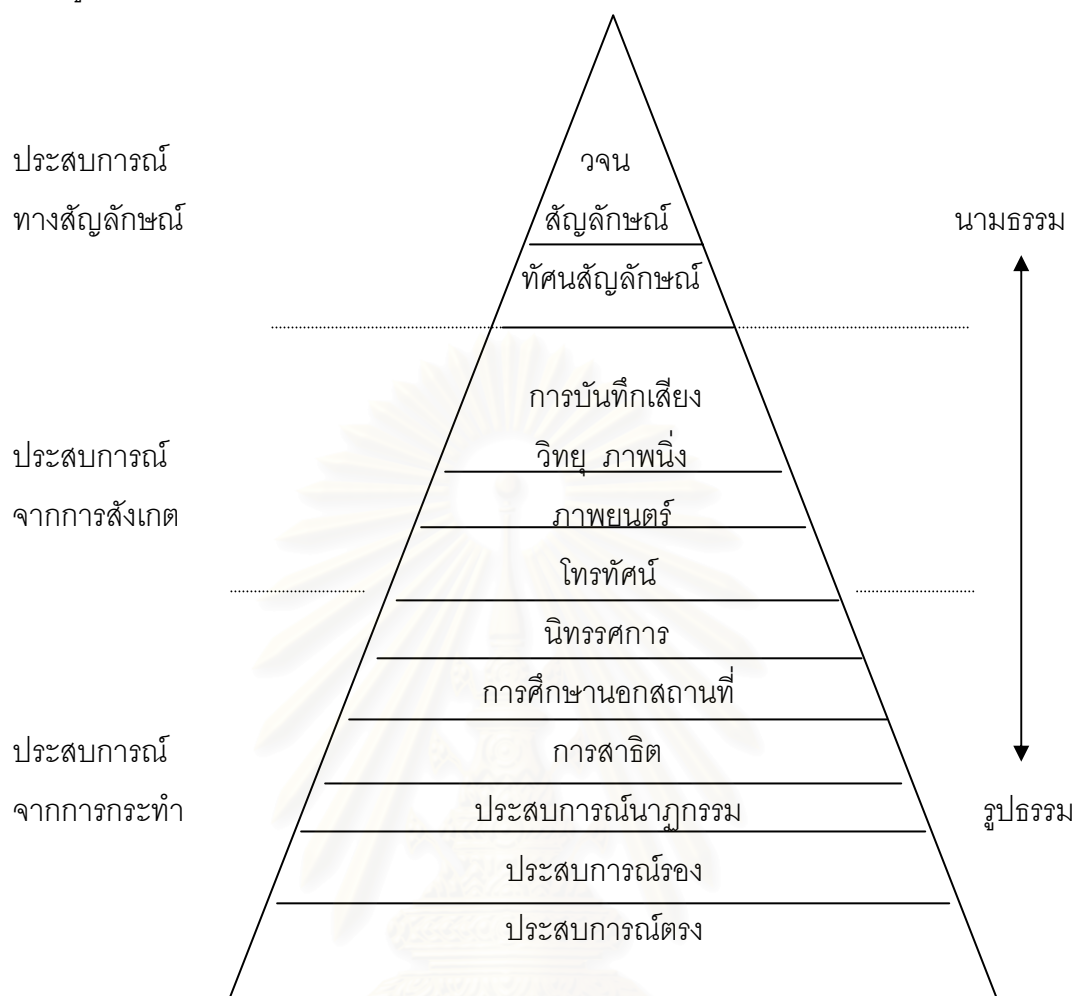 ประสบการณ์
ทางสัญลักษณ์
วจน
สัญลักษณ์
ทัศนสัญลักษณ์
นามธรรม
ประสบการณ์
จากการสังเกต
การบันทึกเสียง
วิทยุ ภาพนิ่ง
ภาพยนตร์
โทรทัศน์
นิทรรศการ
การศึกษานอกสถานที่
ประสบการณ์
จากการกระทำ
การสาธิต
ประสบการณ์นาฏกรรม
ประสบการณ์รอง
ประสบการณ์ตรง
รูปธรรม